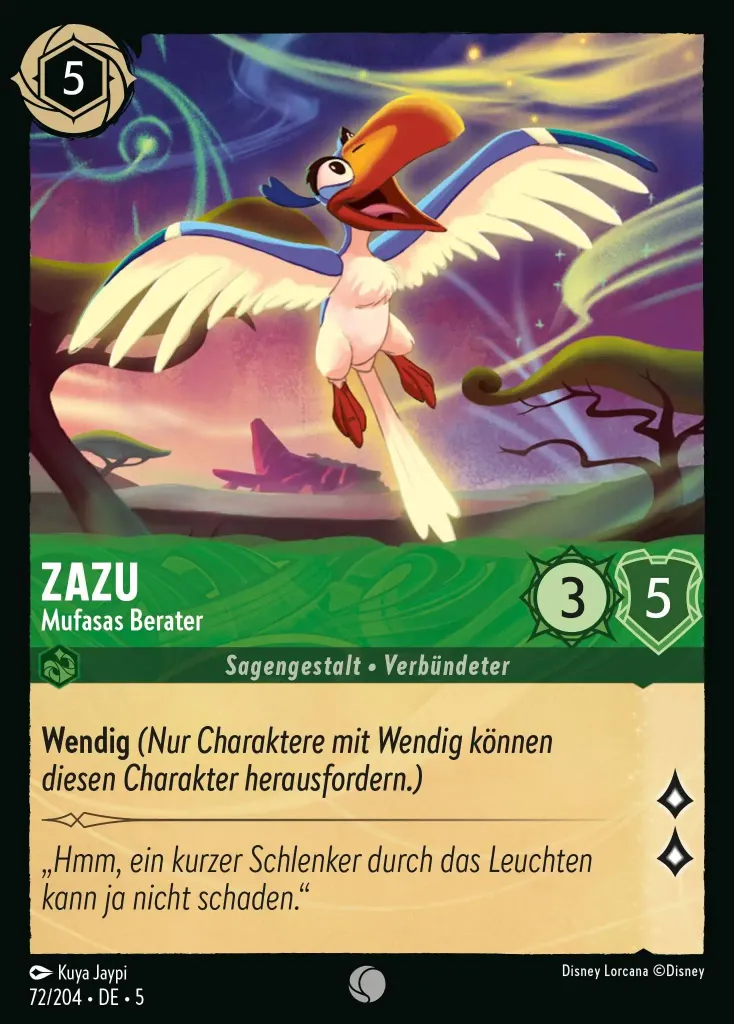 5
ZAZU
Mufasas Berater
3
5
Sagengestalt • Verbündeter
Wendig (Nur Charaktere mit Wendig können
diesen Charakter herausfordern.)
„Hmm, ein kurzer Schlenker durch das Leuchten
kann ja nicht schaden.“
Kuya Jaypi
Disney Lorcana ©Disney
72/204 • DE • 5